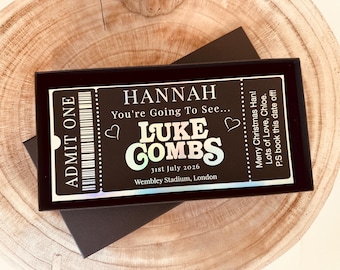 ADMIT ONE
HANNAH
You're Going To See...
LUKE
COMBS
31st July 2026
Wembley Stadium, London
Merry Christmas Han!
Lots of Love, Chloe.
P.S book this date off!